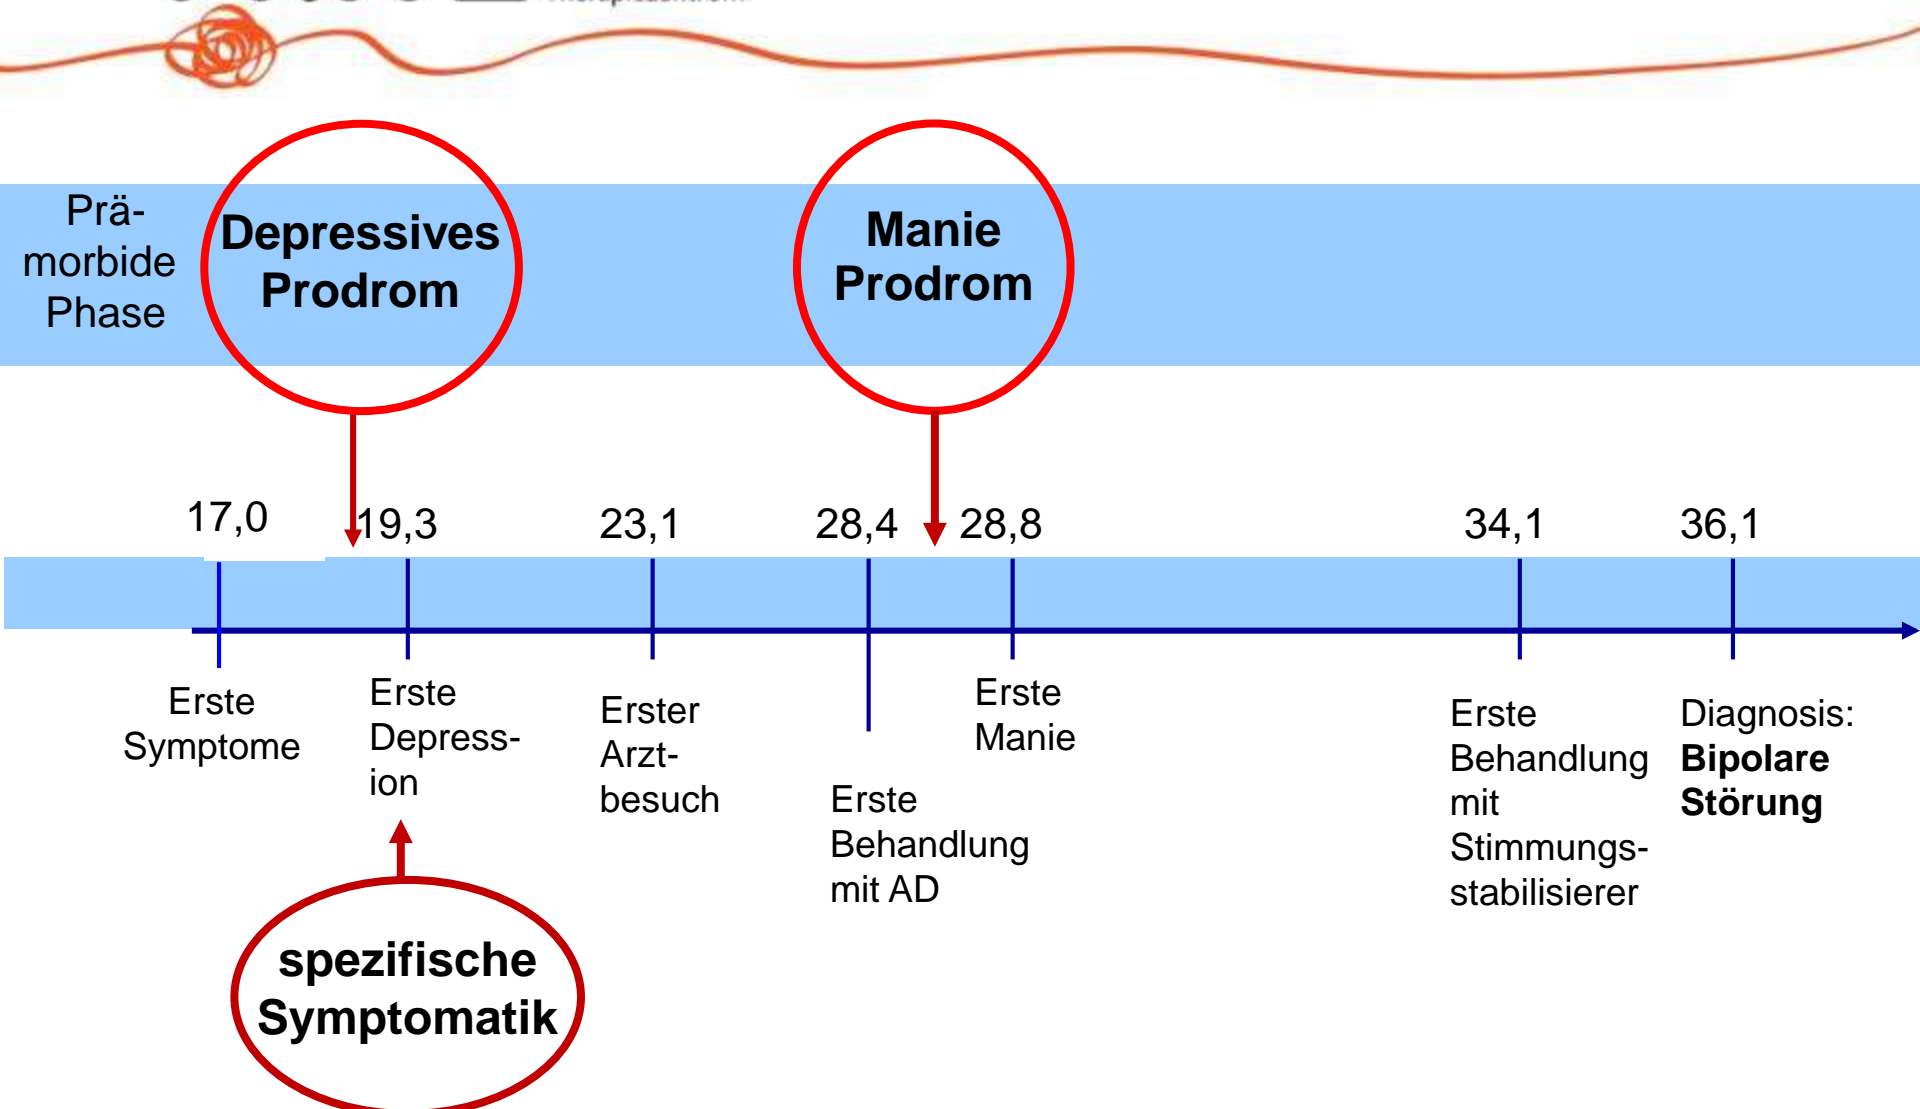 Prä-
morbide
Phase
Depressives
Prodrom
Manie
Prodrom
17,0
19,3
23,1
28,4
28,8
34,1
36,1
Erste
Symptome
Erste
Depress-
ion
Erster
Arzt-
besuch
Erste
Behandlung
mit AD
Erste
Manie
Erste
Behandlung
mit
Stimmungs-
stabilisierer
Diagnosis:
Bipolare
Störung
spezifische
Symptomatik